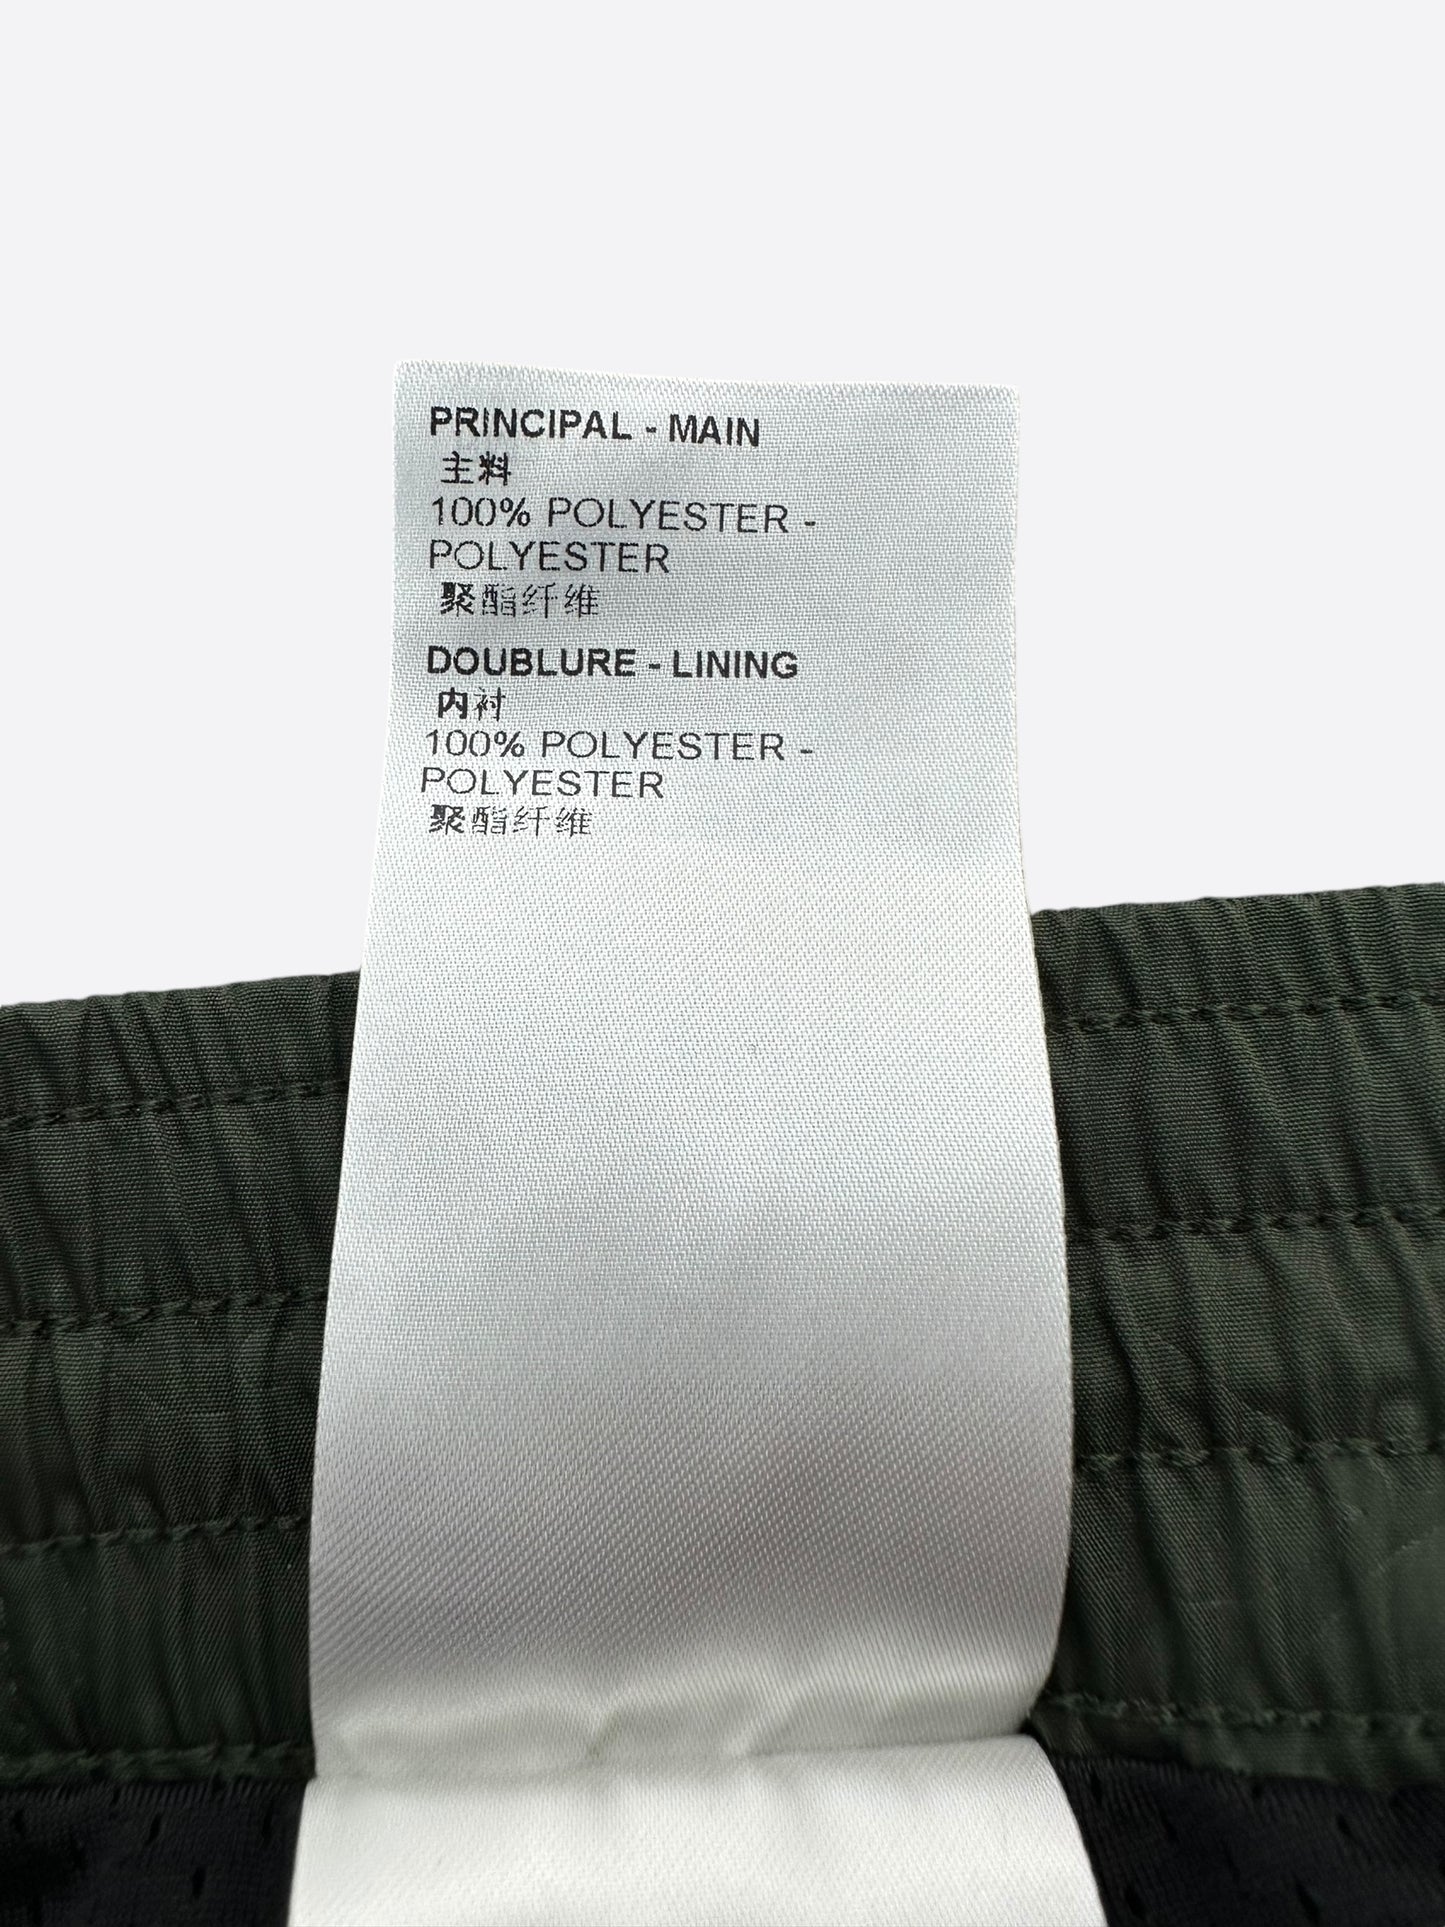 PRINCIPAL - MAIN
主料
100% POLYESTER -
POLYESTER
聚酯纤维
DOUBLURE - LINING
内衬
100% POLYESTER -
POLYESTER
聚酯纤维